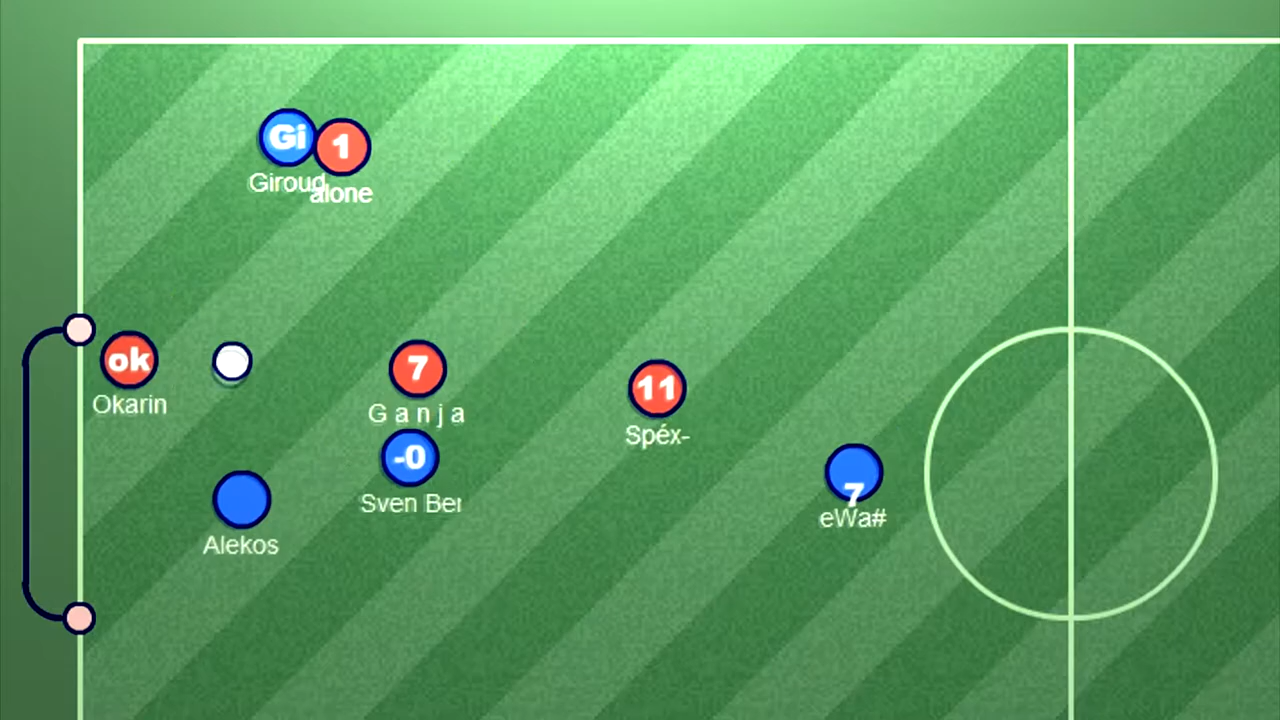 Gi
Giroud
1
alone
ok
Okarin
7
G a n j a
11
Spéx-
-0
Sven Ber
Alekos
7
eWa#